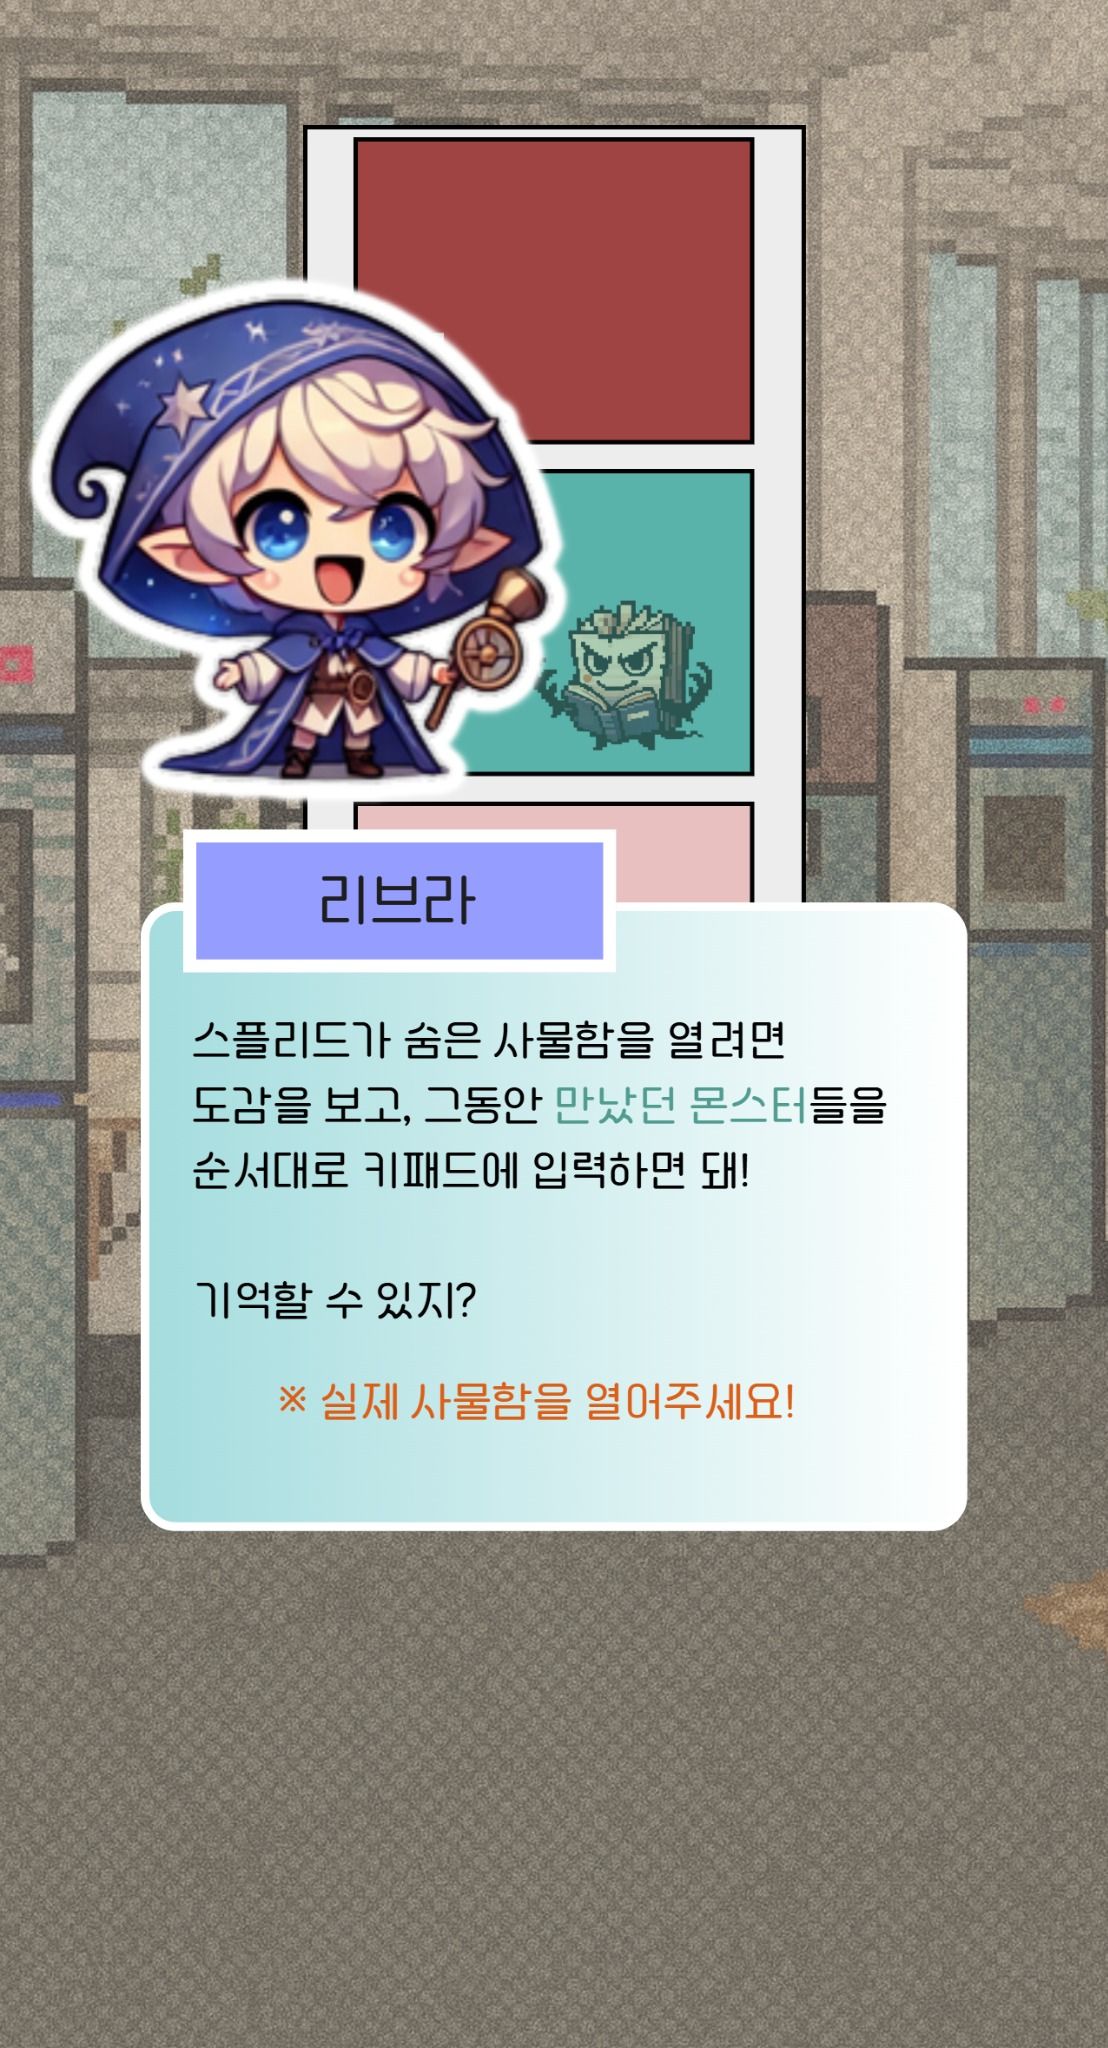 리브라
스플리드가 숨은 사물함을 열려면
도감을 보고, 그동안 만났던 몬스터들을
순서대로 키패드에 입력하면 돼!
기억할 수 있지?
※ 실제 사물함을 열어주세요!